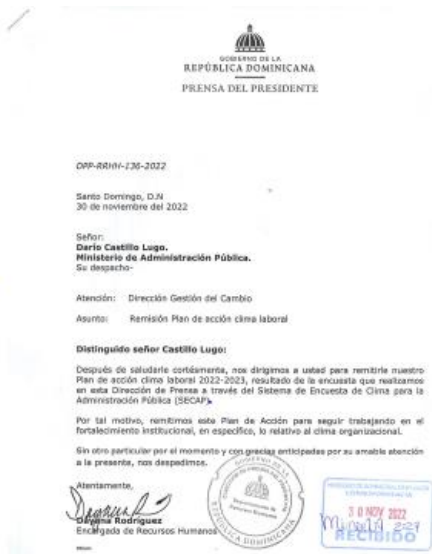 GOBIERNO DE LA
REPÚBLICA DOMINICANA
PRENSA DEL PRESIDENTE
DPP-RRHH-136-2022
Santo Domingo, D.N
30 de noviembre del 2022
Señor:
Darío Castillo Lugo.
Ministerio de Administración Pública.
Su despacho-
Atención: Dirección Gestión del Cambio
Asunto: Remisión Plan de acción clima laboral
Distinguido señor Castillo Lugo:
Después de saludarle cortésmente, nos dirigimos a usted para remitirle nuestro
Plan de acción clima laboral 2022-2023, resultado de la encuesta que realizamos
en esta Dirección de Prensa a través del Sistema de Encuesta de Clima para la
Administración Pública (SECAP).
Por tal motivo, remitimos este Plan de Acción para seguir trabajando en el
fortalecimiento institucional, en específico, lo relativo al clima organizacional.
Sin otro particular por el momento y con gracias anticipadas por su amable atención
a la presente, nos despedimos.
Atentamente,
Dayana Rodríguez
Encargada de Recursos Humanos
GOBIERNO DE LA
REPÚBLICA DOMINICANA
30 NOV 2022
2:27
RECIBIDO